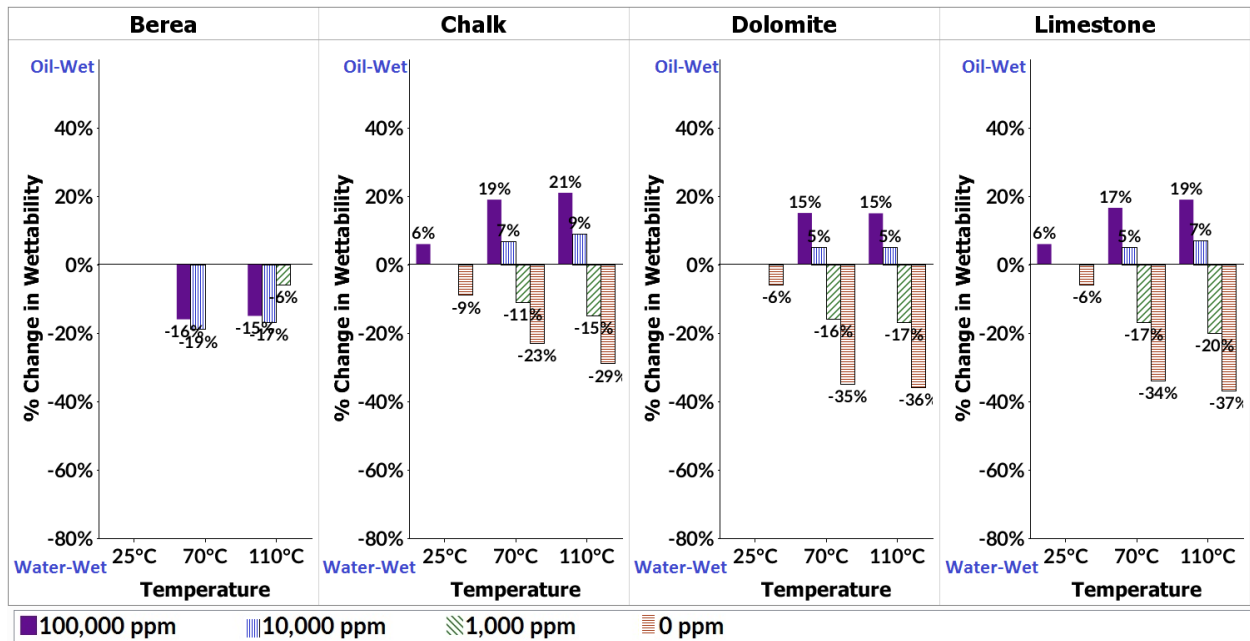 Berea
Chalk
Dolomite
Limestone
Oil-Wet
40%
20%
0%
-20%
-40%
-60%
-80%
Water-Wet
% Change in Wettability
-16%
-19%
-15%
-17%
-6%
25°C 70°C 110°C
Temperature
Oil-Wet
40%
20%
0%
-20%
-40%
-60%
-80%
Water-Wet
% Change in Wettability
6%
-9%
19%
7%
-11%
-23%
21%
9%
-15%
-29%
25°C 70°C 110°C
Temperature
Oil-Wet
40%
20%
0%
-20%
-40%
-60%
-80%
Water-Wet
% Change in Wettability
-6%
15%
5%
-16%
-35%
15%
5%
-17%
-36%
25°C 70°C 110°C
Temperature
Oil-Wet
40%
20%
0%
-20%
-40%
-60%
-80%
Water-Wet
% Change in Wettability
6%
-6%
17%
5%
-17%
-34%
19%
7%
-20%
-37%
25°C 70°C 110°C
Temperature
100,000 ppm 10,000 ppm 1,000 ppm 0 ppm